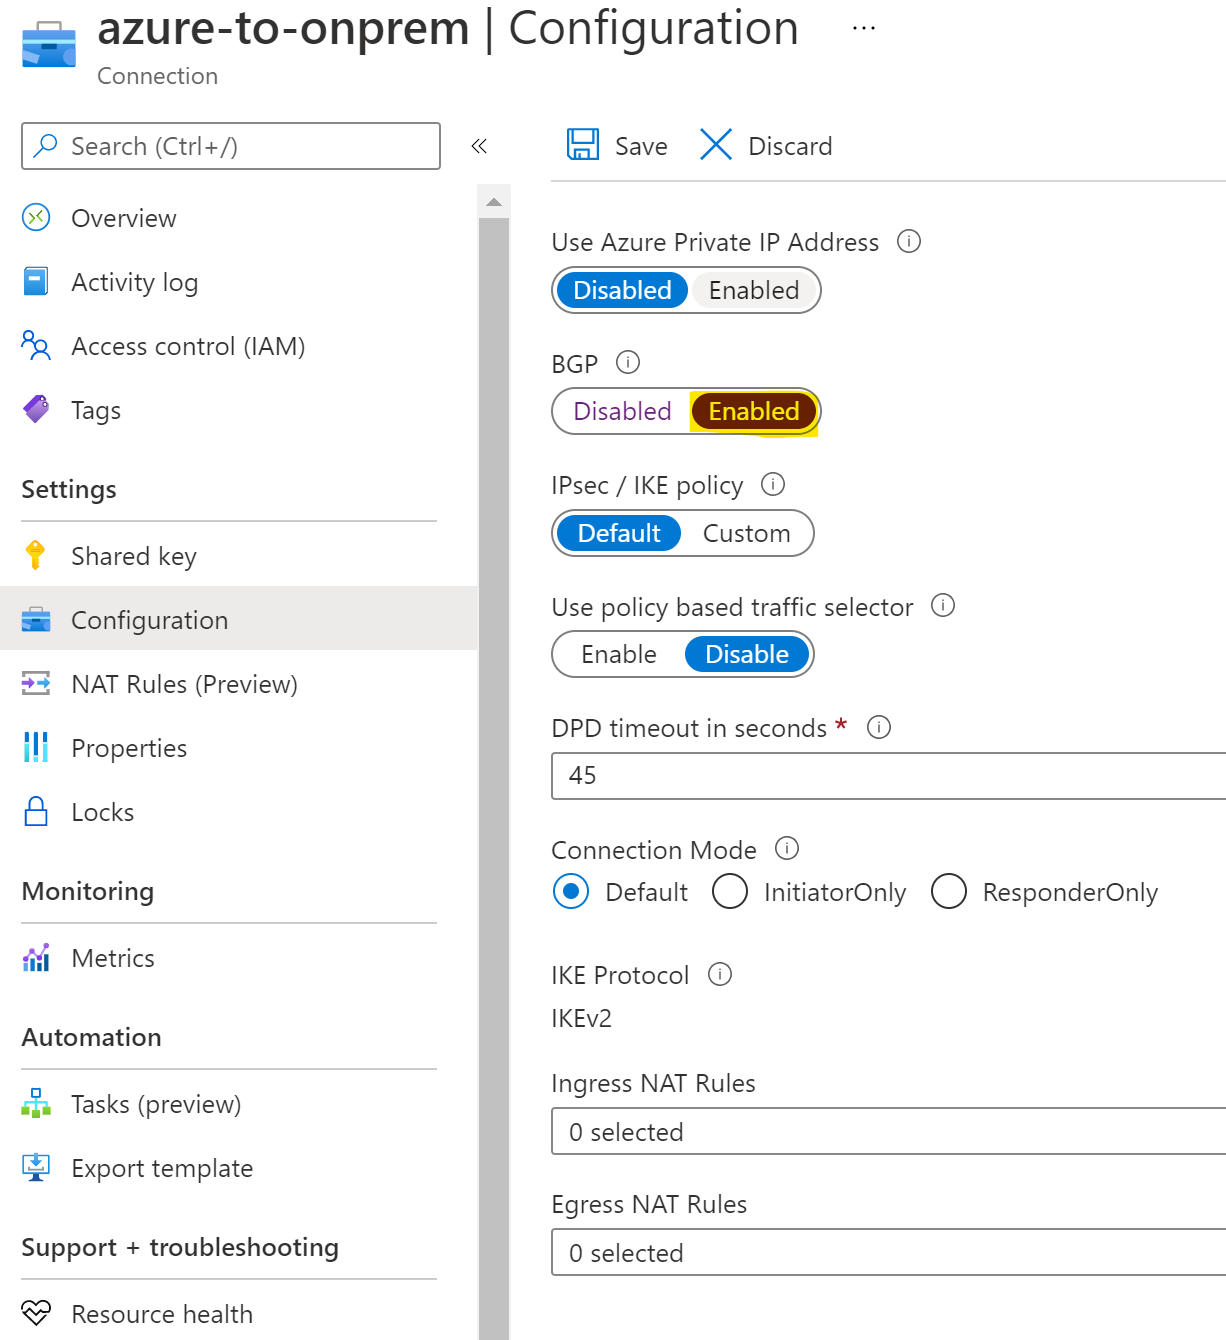 azure-to-onprem | Configuration ...
Connection
Search (Ctrl+/)
«
Save
Discard
Overview
Activity log
Access control (IAM)
Tags
Settings
Shared key
Configuration
NAT Rules (Preview)
Properties
Locks
Monitoring
Metrics
Automation
Tasks (preview)
Export template
Support + troubleshooting
Resource health
Use Azure Private IP Address
Disabled Enabled
BGP
Disabled Enabled
IPsec / IKE policy
Default Custom
Use policy based traffic selector
Enable Disable
DPD timeout in seconds *
45
Connection Mode
Default InitiatorOnly ResponderOnly
IKE Protocol
IKEv2
Ingress NAT Rules
0 selected
Egress NAT Rules
0 selected